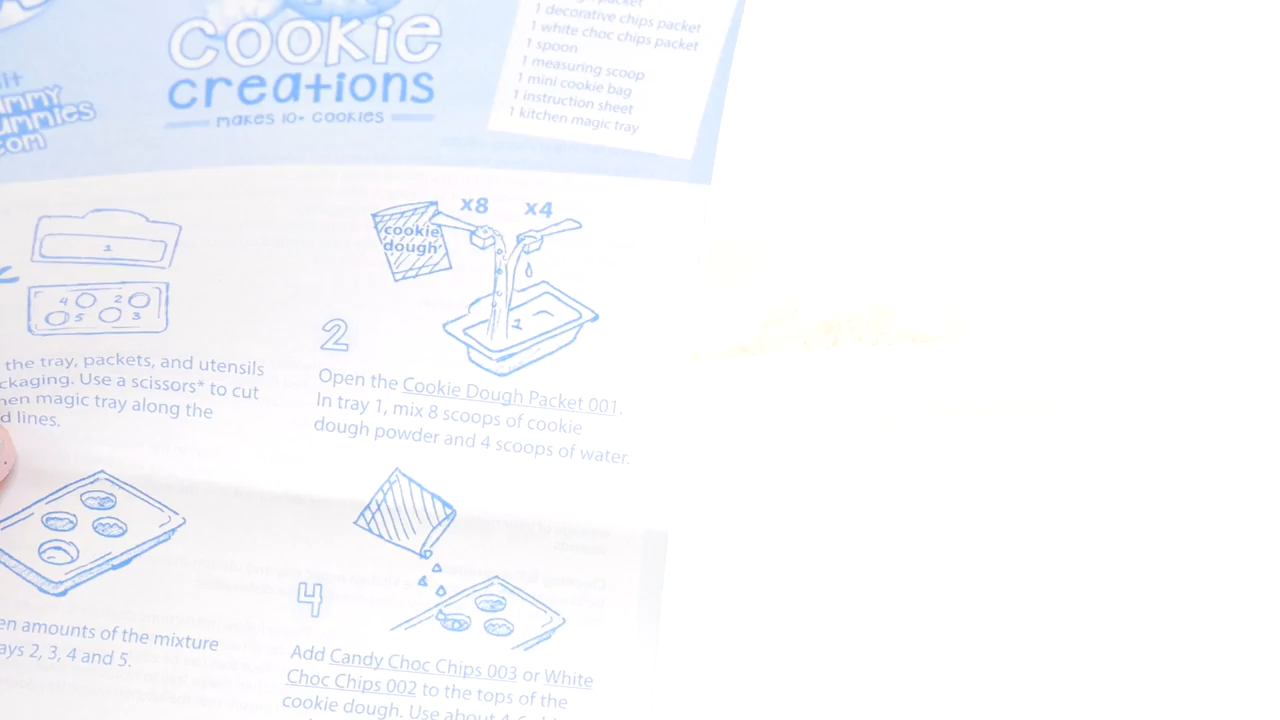 packet
1 decorative chips packet
1 white choc chips packet
1 spoon
1 measuring scoop
1 mini cookie bag
1 instruction sheet
1 kitchen magic tray
cookie
creations
makes 10+ cookies
1
4
2
5
3
the tray, packets, and utensils
Use a scissors* to cut
magic tray along the
lines.
x8
x4
cookie
dough
1
2
Open the Cookie Dough Packet 001.
In tray 1, mix 8 scoops of cookie
dough powder and 4 scoops of water.
amounts of the mixture
2, 3, 4 and 5.
4
Add Candy Choc Chips 003 or White
Choc Chips 002 to the tops of the
cookie dough. Use about